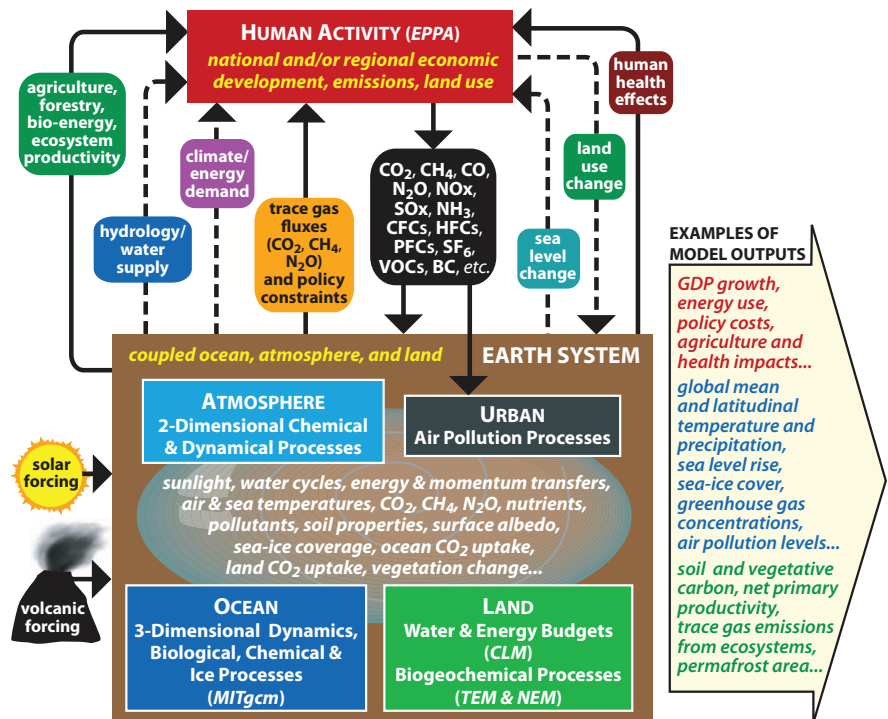 HUMAN ACTIVITY (EPPA)
national and/or regional economic
development, emissions, land use
agriculture,
forestry,
bio-energy,
ecosystem
productivity
hydrology/
water
supply
climate/
energy
demand
trace gas
fluxes
(CO₂, CH₄,
N₂O)
and policy
constraints
CO₂, CH₄, CO,
N₂O, NOx,
SOx, NH₃,
CFCs, HFCs,
PFCs, SF₆,
VOCs, BC, etc.
sea
level
change
land
use
change
human
health
effects
coupled ocean, atmosphere, and land
EARTH SYSTEM
ATMOSPHERE
2-Dimensional Chemical
& Dynamical Processes
URBAN
Air Pollution Processes
solar
forcing
volcanic
forcing
sunlight, water cycles, energy & momentum transfers,
air & sea temperatures, CO₂, CH₄, N₂O, nutrients,
pollutants, soil properties, surface albedo,
sea-ice coverage, ocean CO₂ uptake,
land CO₂ uptake, vegetation change...
OCEAN
3-Dimensional Dynamics,
Biological, Chemical &
Ice Processes
(MITgcm)
LAND
Water & Energy Budgets
(CLM)
Biogeochemical Processes
(TEM & NEM)
EXAMPLES OF
MODEL OUTPUTS
GDP growth,
energy use,
policy costs,
agriculture and
health impacts...
global mean
and latitudinal
temperature and
precipitation,
sea level rise,
sea-ice cover,
greenhouse gas
concentrations,
air pollution levels...
soil and vegetative
carbon, net primary
productivity,
trace gas emissions
from ecosystems,
permafrost area...